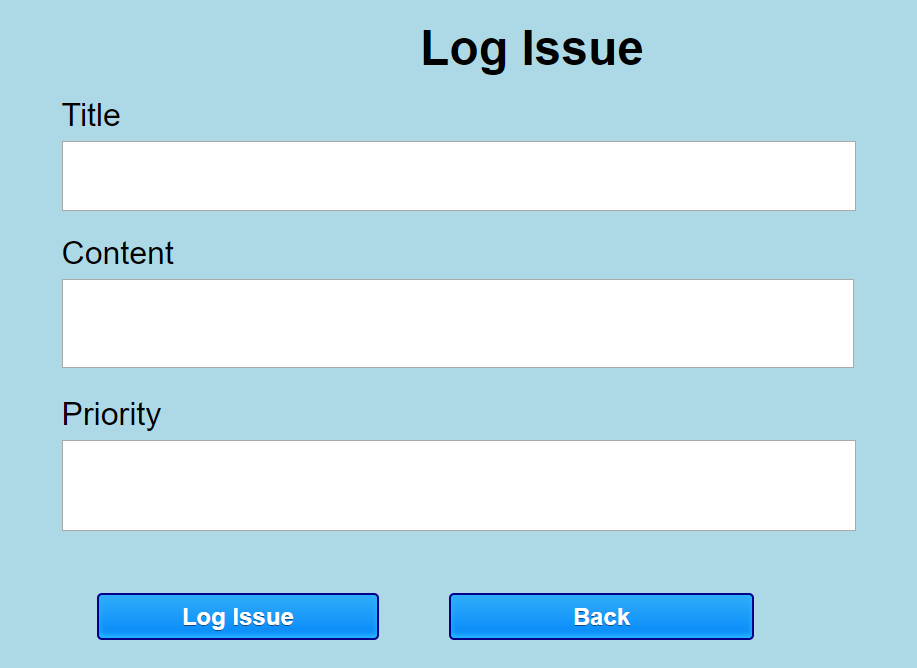 Log Issue
Title
Content
Priority
Log Issue
Back